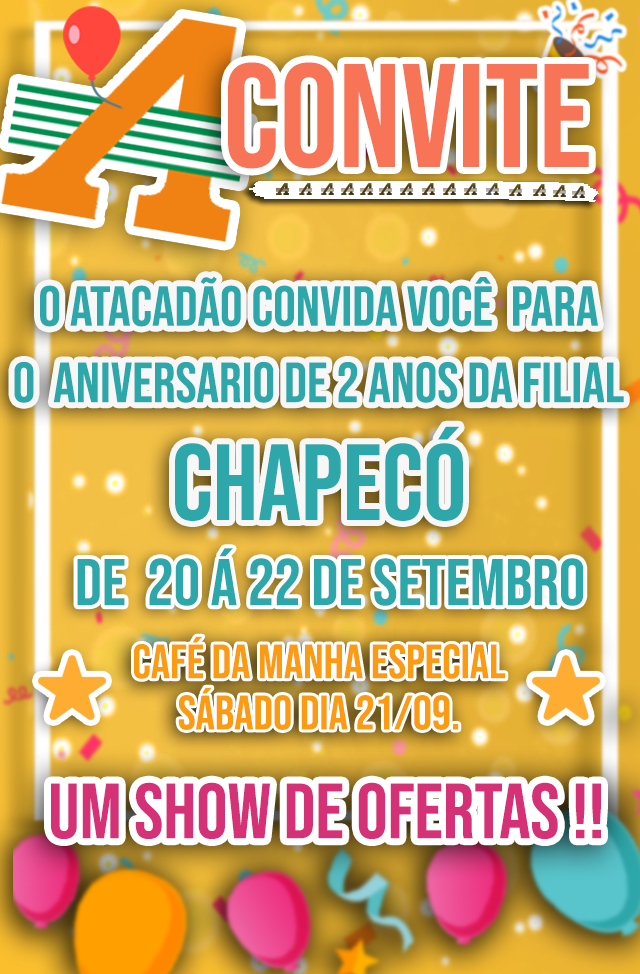 A CONVITE
O ATACADÃO CONVIDA VOCÊ PARA
O ANIVERSARIO DE 2 ANOS DA FILIAL
CHAPECÓ
DE 20 Á 22 DE SETEMBRO
CAFÉ DA MANHA ESPECIAL
SÁBADO DIA 21/09.
UM SHOW DE OFERTAS !!